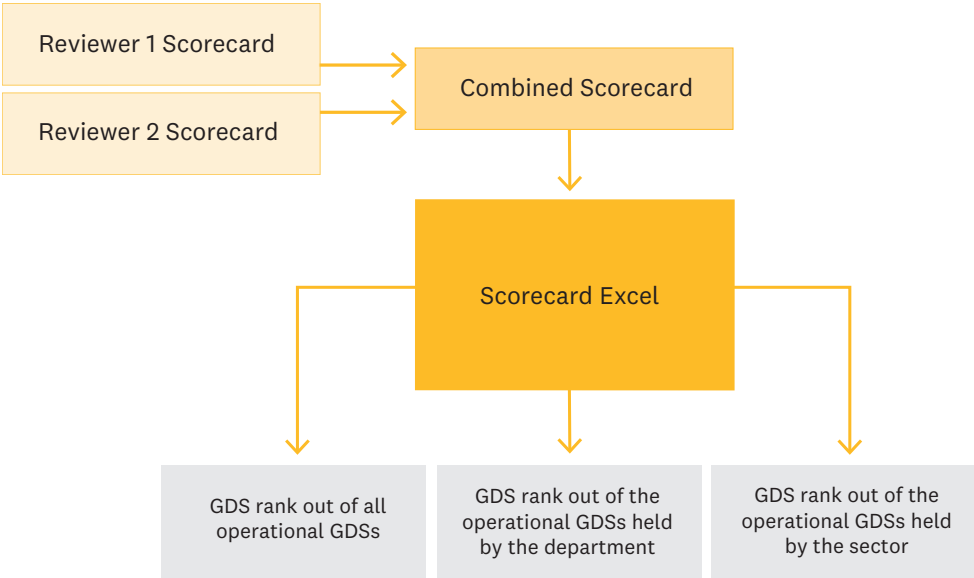 Reviewer 1 Scorecard
Reviewer 2 Scorecard
Combined Scorecard
Scorecard Excel
GDS rank out of all
operational GDSs
GDS rank out of the
operational GDSs held
by the department
GDS rank out of the
operational GDSs held
by the sector